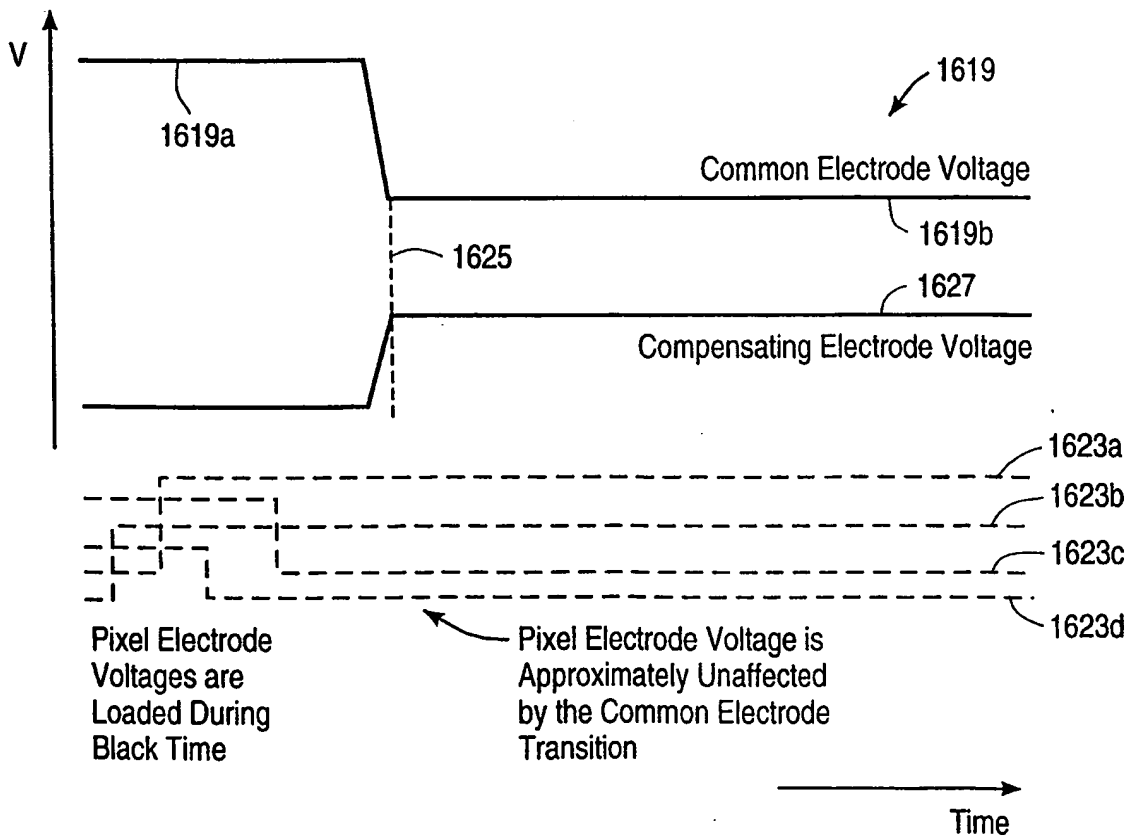 V
1619
1619a
Common Electrode Voltage
1625
1619b
1627
Compensating Electrode Voltage
1623a
1623b
1623c
1623d
Pixel Electrode
Voltages are
Loaded During
Black Time
Pixel Electrode Voltage is
Approximately Unaffected
by the Common Electrode
Transition
Time